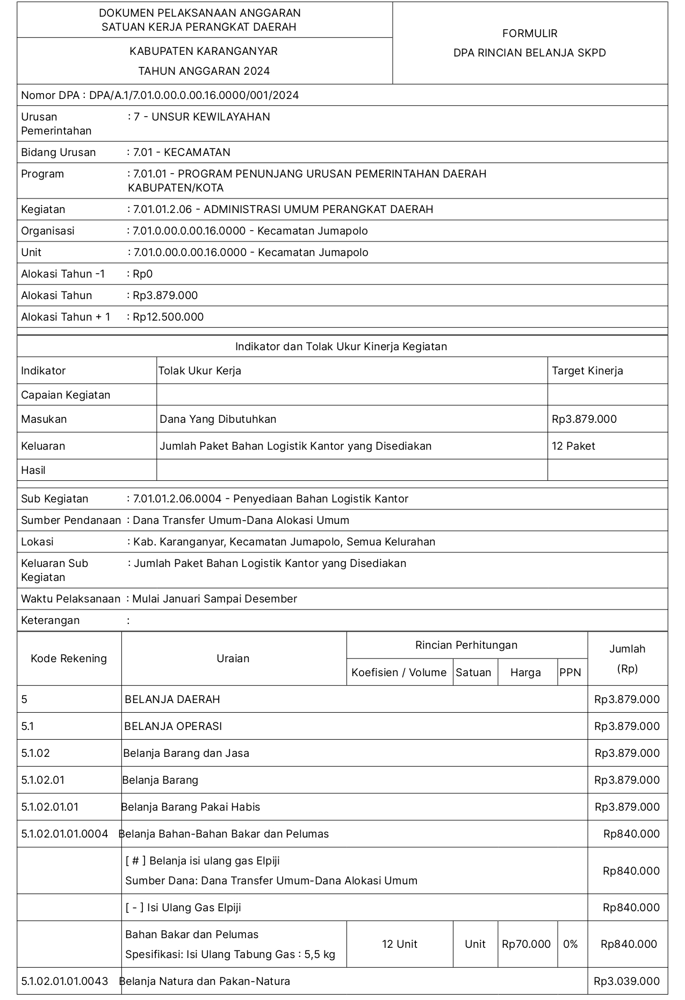 DOKUMEN PELAKSANAAN ANGGARAN
SATUAN KERJA PERANGKAT DAERAH
KABUPATEN KARANGANYAR
TAHUN ANGGARAN 2024
FORMULIR
DPA RINCIAN BELANJA SKPD
Nomor DPA : DPA/A.1/7.01.0.00.0.00.16.0000/001/2024
Urusan Pemerintahan : 7 - UNSUR KEWILAYAHAN
Bidang Urusan : 7.01 - KECAMATAN
Program : 7.01.01 - PROGRAM PENUNJANG URUSAN PEMERINTAHAN DAERAH
KABUPATEN/KOTA
Kegiatan : 7.01.01.2.06 - ADMINISTRASI UMUM PERANGKAT DAERAH
Organisasi : 7.01.0.00.0.00.16.0000 - Kecamatan Jumapolo
Unit : 7.01.0.00.0.00.16.0000 - Kecamatan Jumapolo
Alokasi Tahun -1 : Rp0
Alokasi Tahun : Rp3.879.000
Alokasi Tahun + 1 : Rp12.500.000
Indikator dan Tolak Ukur Kinerja Kegiatan
Indikator Tolak Ukur Kerja Target Kinerja
Capaian Kegiatan
Masukan Dana Yang Dibutuhkan Rp3.879.000
Keluaran Jumlah Paket Bahan Logistik Kantor yang Disediakan 12 Paket
Hasil
Sub Kegiatan : 7.01.01.2.06.0004 - Penyediaan Bahan Logistik Kantor
Sumber Pendanaan : Dana Transfer Umum-Dana Alokasi Umum
Lokasi : Kab. Karanganyar, Kecamatan Jumapolo, Semua Kelurahan
Keluaran Sub Kegiatan : Jumlah Paket Bahan Logistik Kantor yang Disediakan
Waktu Pelaksanaan : Mulai Januari Sampai Desember
Keterangan :
Kode Rekening Uraian Rincian Perhitungan Jumlah (Rp)
Koefisien / Volume Satuan Harga PPN
5 BELANJA DAERAH Rp3.879.000
5.1 BELANJA OPERASI Rp3.879.000
5.1.02 Belanja Barang dan Jasa Rp3.879.000
5.1.02.01 Belanja Barang Rp3.879.000
5.1.02.01.01 Belanja Barang Pakai Habis Rp3.879.000
5.1.02.01.01.0004 Belanja Bahan-Bahan Bakar dan Pelumas Rp840.000
[ # ] Belanja isi ulang gas Elpiji
Sumber Dana: Dana Transfer Umum-Dana Alokasi Umum
Rp840.000
[ - ] Isi Ulang Gas Elpiji Rp840.000
Bahan Bakar dan Pelumas
Spesifikasi: Isi Ulang Tabung Gas : 5,5 kg
12 Unit Unit Rp70.000 0% Rp840.000
5.1.02.01.01.0043 Belanja Natura dan Pakan-Natura Rp3.039.000